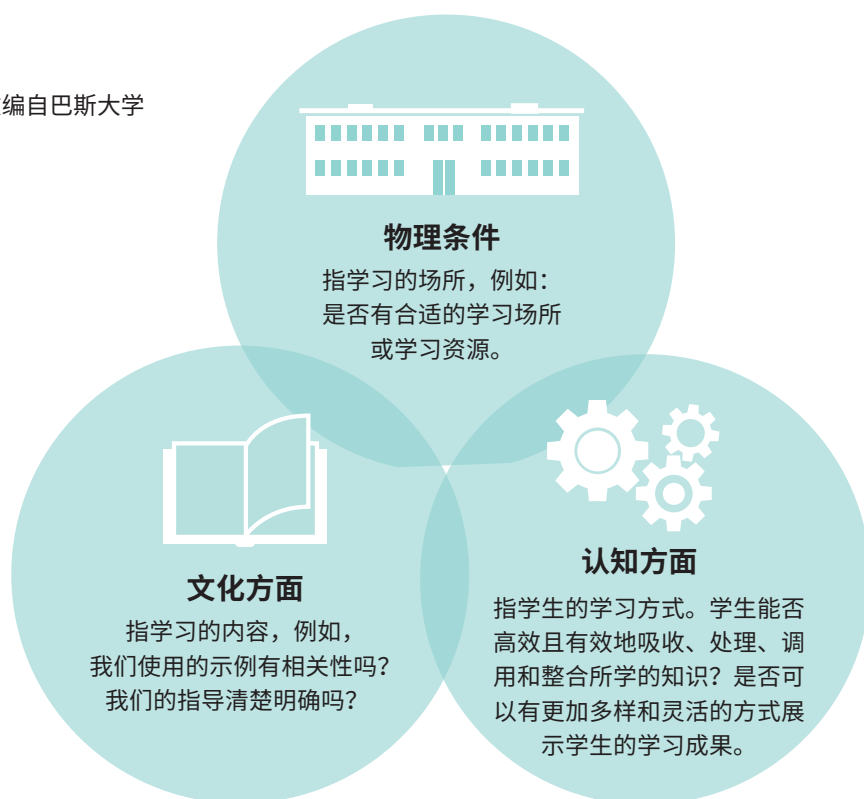 编自巴斯大学
物理条件
指学习的场所，例如：
是否有合适的学习场所
或学习资源。
文化方面
指学习的内容，例如，
我们使用的示例有相关性吗？
我们的指导清楚明确吗？
认知方面
指学生的学习方式。学生能否
高效且有效地吸收、处理、调
用和整合所学的知识？是否可
以有更加多样和灵活的方式展
示学生的学习成果。